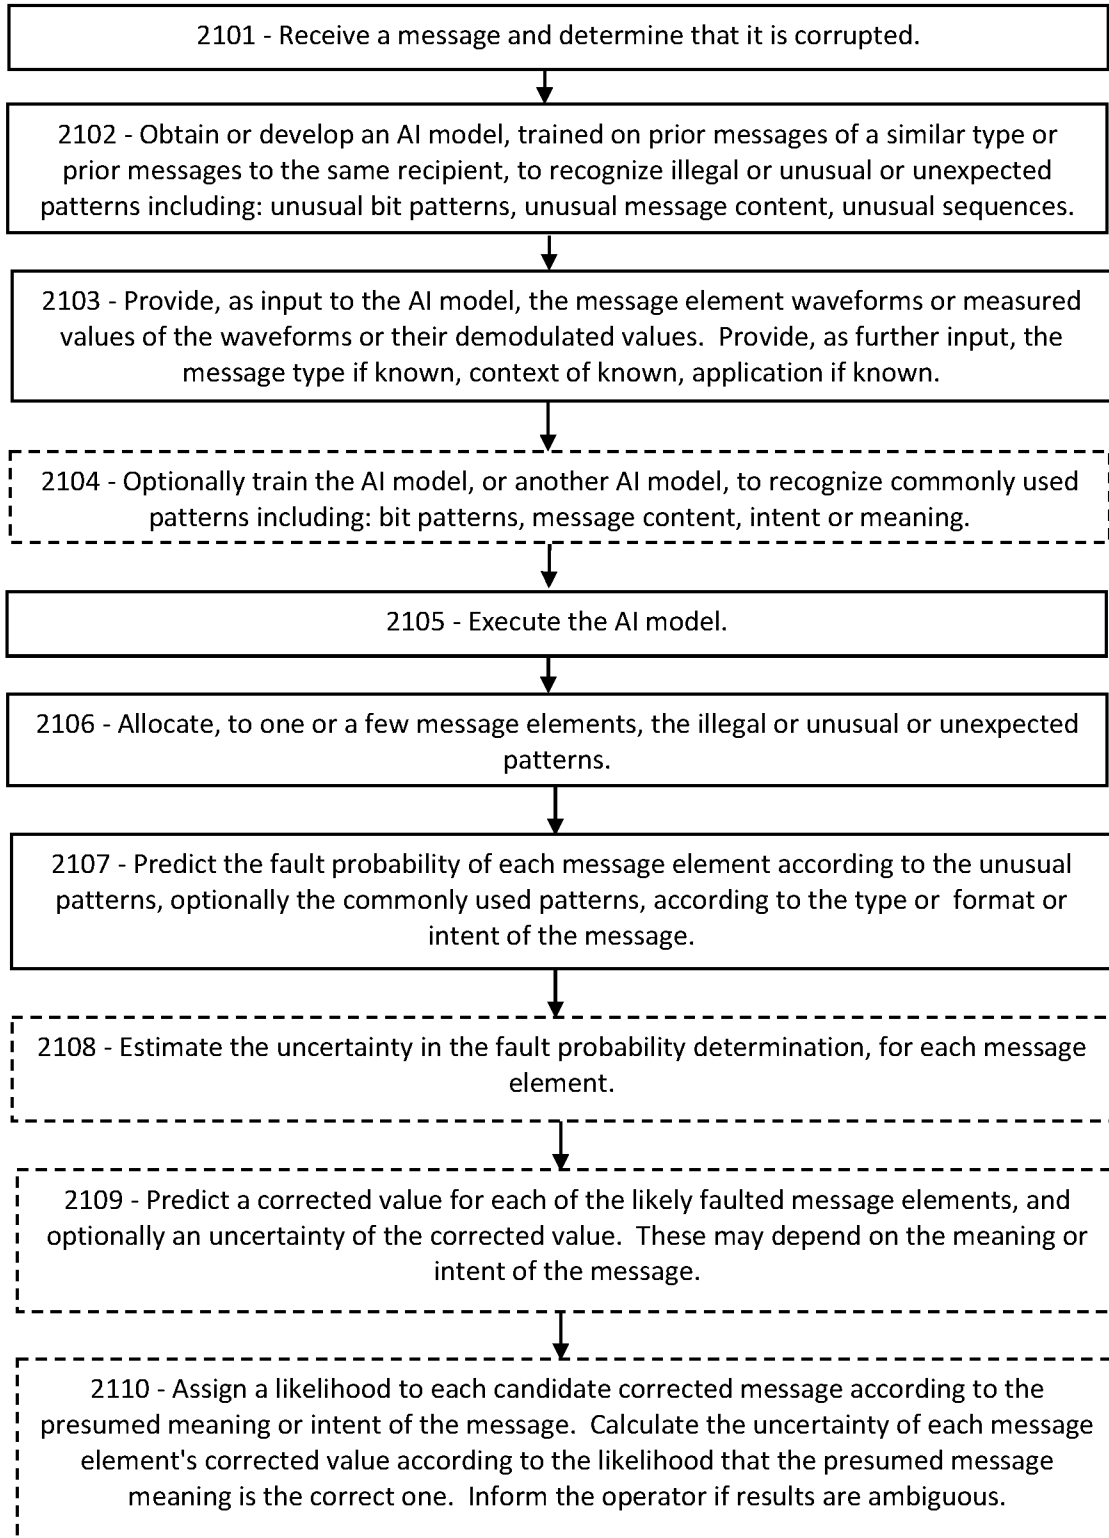 2101 - Receive a message and determine that it is corrupted.
2102 - Obtain or develop an AI model, trained on prior messages of a similar type or
prior messages to the same recipient, to recognize illegal or unusual or unexpected
patterns including: unusual bit patterns, unusual message content, unusual sequences.
2103 - Provide, as input to the AI model, the message element waveforms or measured
values of the waveforms or their demodulated values.  Provide, as further input, the
message type if known, context of known, application if known.
2104 - Optionally train the AI model, or another AI model, to recognize commonly used
patterns including: bit patterns, message content, intent or meaning.
2105 - Execute the AI model.
2106 - Allocate, to one or a few message elements, the illegal or unusual or unexpected
patterns.
2107 - Predict the fault probability of each message element according to the unusual
patterns, optionally the commonly used patterns, according to the type or  format or
intent of the message.
2108 - Estimate the uncertainty in the fault probability determination, for each message
element.
2109 - Predict a corrected value for each of the likely faulted message elements, and
optionally an uncertainty of the corrected value.  These may depend on the meaning or
intent of the message.
2110 - Assign a likelihood to each candidate corrected message according to the
presumed meaning or intent of the message.  Calculate the uncertainty of each message
element's corrected value according to the likelihood that the presumed message
meaning is the correct one.  Inform the operator if results are ambiguous.